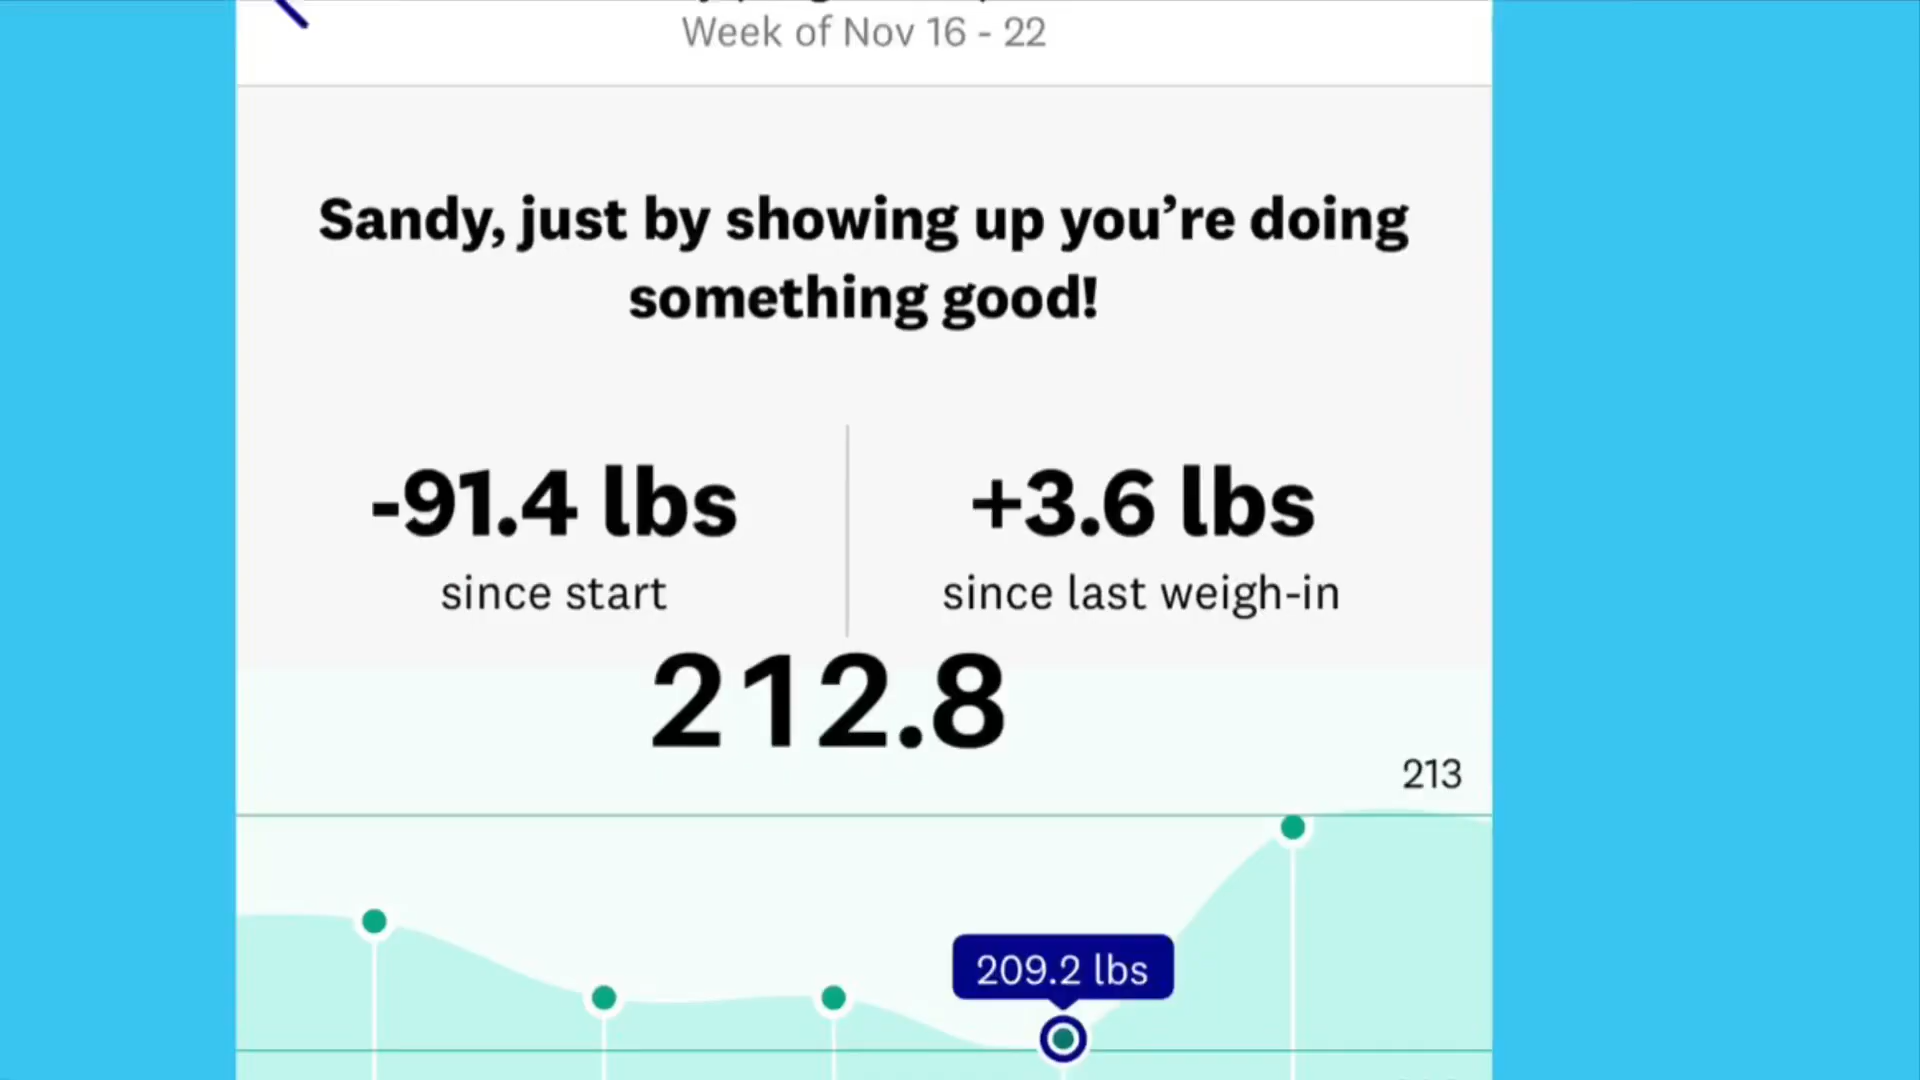 Week of Nov 16 - 22
Sandy, just by showing up you’re doing
something good!
-91.4 lbs
since start
+3.6 lbs
since last weigh-in
212.8
213
209.2 lbs